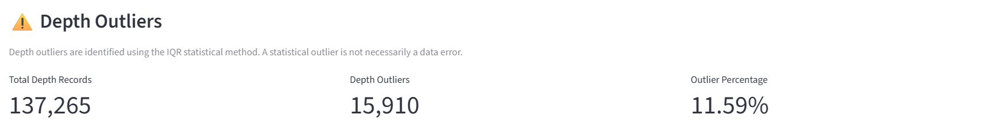 ⚠️ Depth Outliers
Depth outliers are identified using the IQR statistical method. A statistical outlier is not necessarily a data error.
Total Depth Records
137,265
Depth Outliers
15,910
Outlier Percentage
11.59%